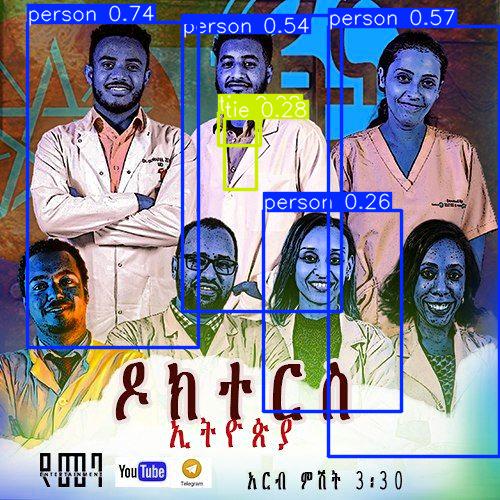 person 0.74
person 0.54
person 0.57
tie 0.28
person 0.26
ዶክተርስ
ኢትዮጵያ
ENTERTAINMENT
YouTube
Telegram
አርብ ምሽት 3:30